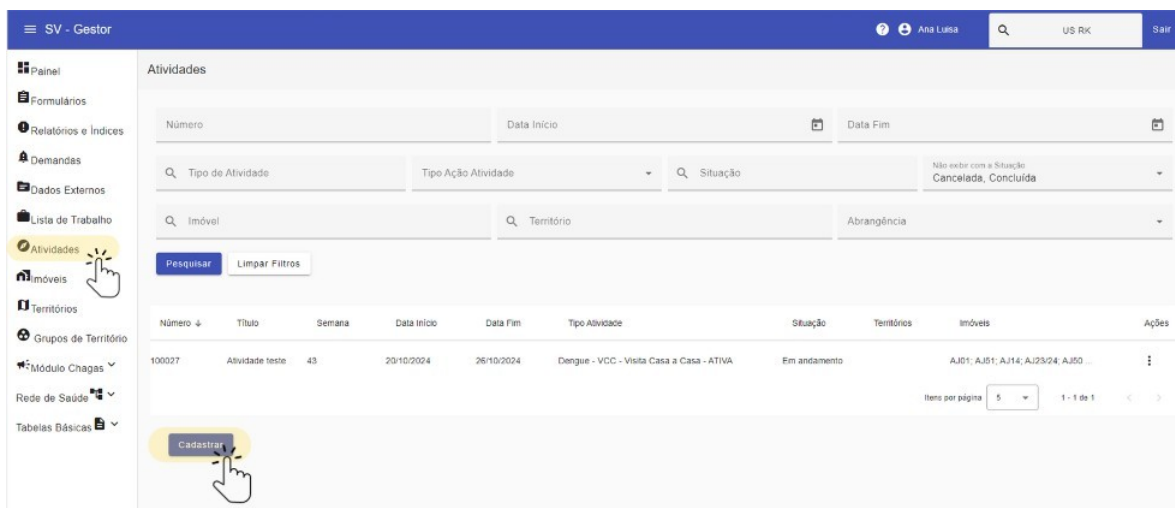 SV - Gestor
Ana Luisa
US RK
Sair
Painel
Formulários
Relatórios e Índices
Demandas
Dados Externos
Lista de Trabalho
Atividades
Imóveis
Territórios
Grupos de Território
Módulo Chagas
Rede de Saúde
Tabelas Básicas
Atividades
Número Data Início Data Fim
Tipo de Atividade Tipo Ação Atividade Situação Não exibir com a Situação
Cancelada, Concluída
Imóvel Território Abrangência
Pesquisar Limpar Filtros
Número Título Semana Data Início Data Fim Tipo Atividade Situação Territórios Imóveis Ações
100027 Atividade teste 43 20/10/2024 26/10/2024 Dengue - VCC - Visita Casa a Casa - ATIVA Em andamento AJ01; AJ51; AJ14; AJ23/24; AJ50 ...
Itens por página 5 1 - 1 de 1
Cadastrar